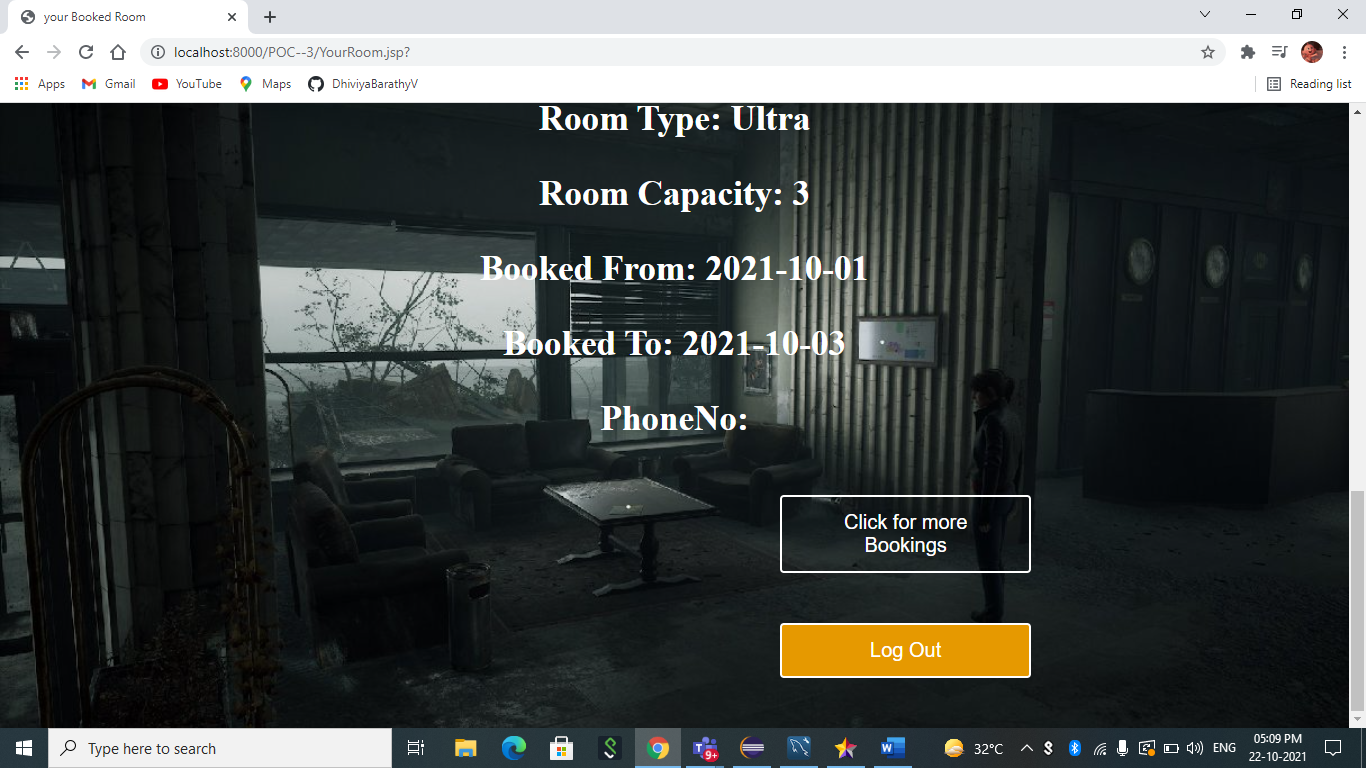 your Booked Room
localhost:8000/POC--3/YourRoom.jsp?
Apps Gmail YouTube Maps DhiviyaBarathyV Reading list
Room Type: Ultra
Room Capacity: 3
Booked From: 2021-10-01
Booked To: 2021-10-03
PhoneNo:
Click for more
Bookings
Log Out
Type here to search
9+
32°C
ENG
05:09 PM
22-10-2021